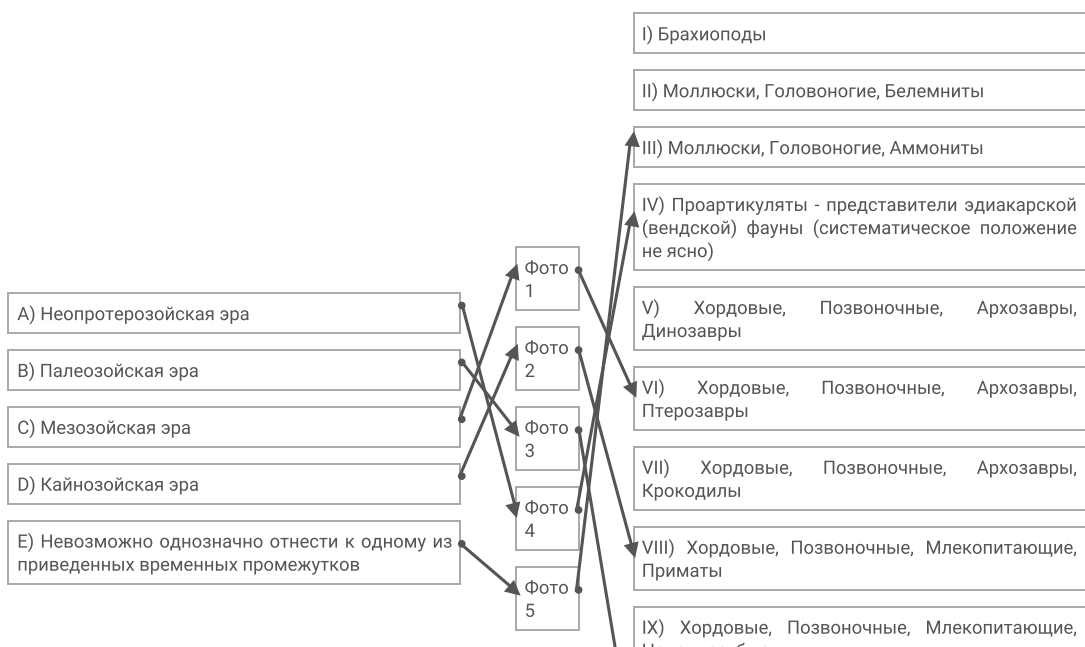 I) Брахиоподы
II) Моллюски, Головоногие, Белемниты
III) Моллюски, Головоногие, Аммониты
IV) Проартикуляты - представители эдиакарской
(вендской) фауны (систематическое положение
не ясно)
V) Хордовые, Позвоночные, Архозавры,
Динозавры
VI) Хордовые, Позвоночные, Архозавры,
Птерозавры
VII) Хордовые, Позвоночные, Архозавры,
Крокодилы
VIII) Хордовые, Позвоночные, Млекопитающие,
Приматы
IX) Хордовые, Позвоночные, Млекопитающие,
Фото
1
Фото
2
Фото
3
Фото
4
Фото
5
A) Неопротерозойская эра
B) Палеозойская эра
C) Мезозойская эра
D) Кайнозойская эра
E) Невозможно однозначно отнести к одному из
приведенных временных промежутков